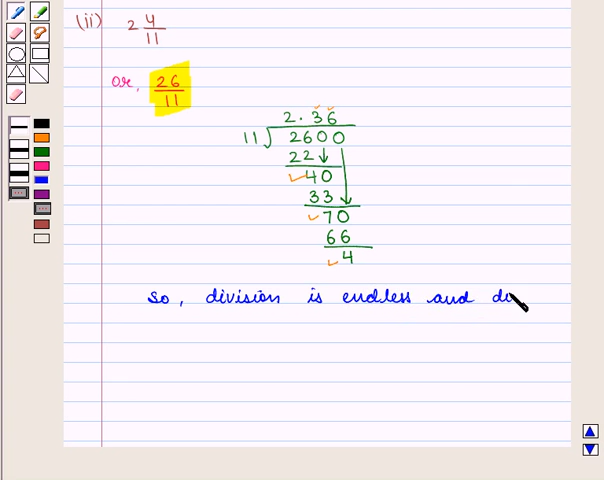 (ii) 2 4/11
or, 26/11
2.36
11 ) 2600
22
40
33
70
66
4
So, division is endless and de